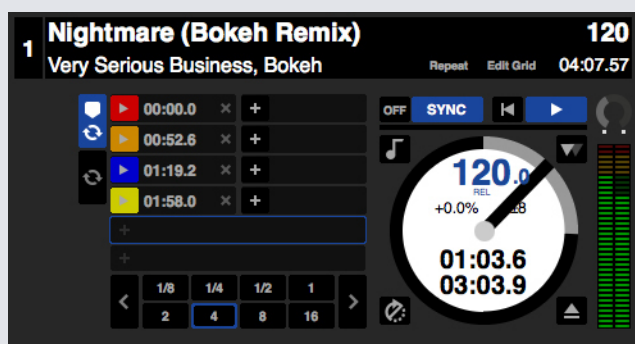 1
Nightmare (Bokeh Remix)
120
Very Serious Business, Bokeh
Repeat
Edit Grid
04:07.57
00:00.0
00:52.6
01:19.2
01:58.0
1/8
1/4
1/2
1
2
4
8
16
OFF
SYNC
120.0
REL
+0.0%
01:03.6
03:03.9